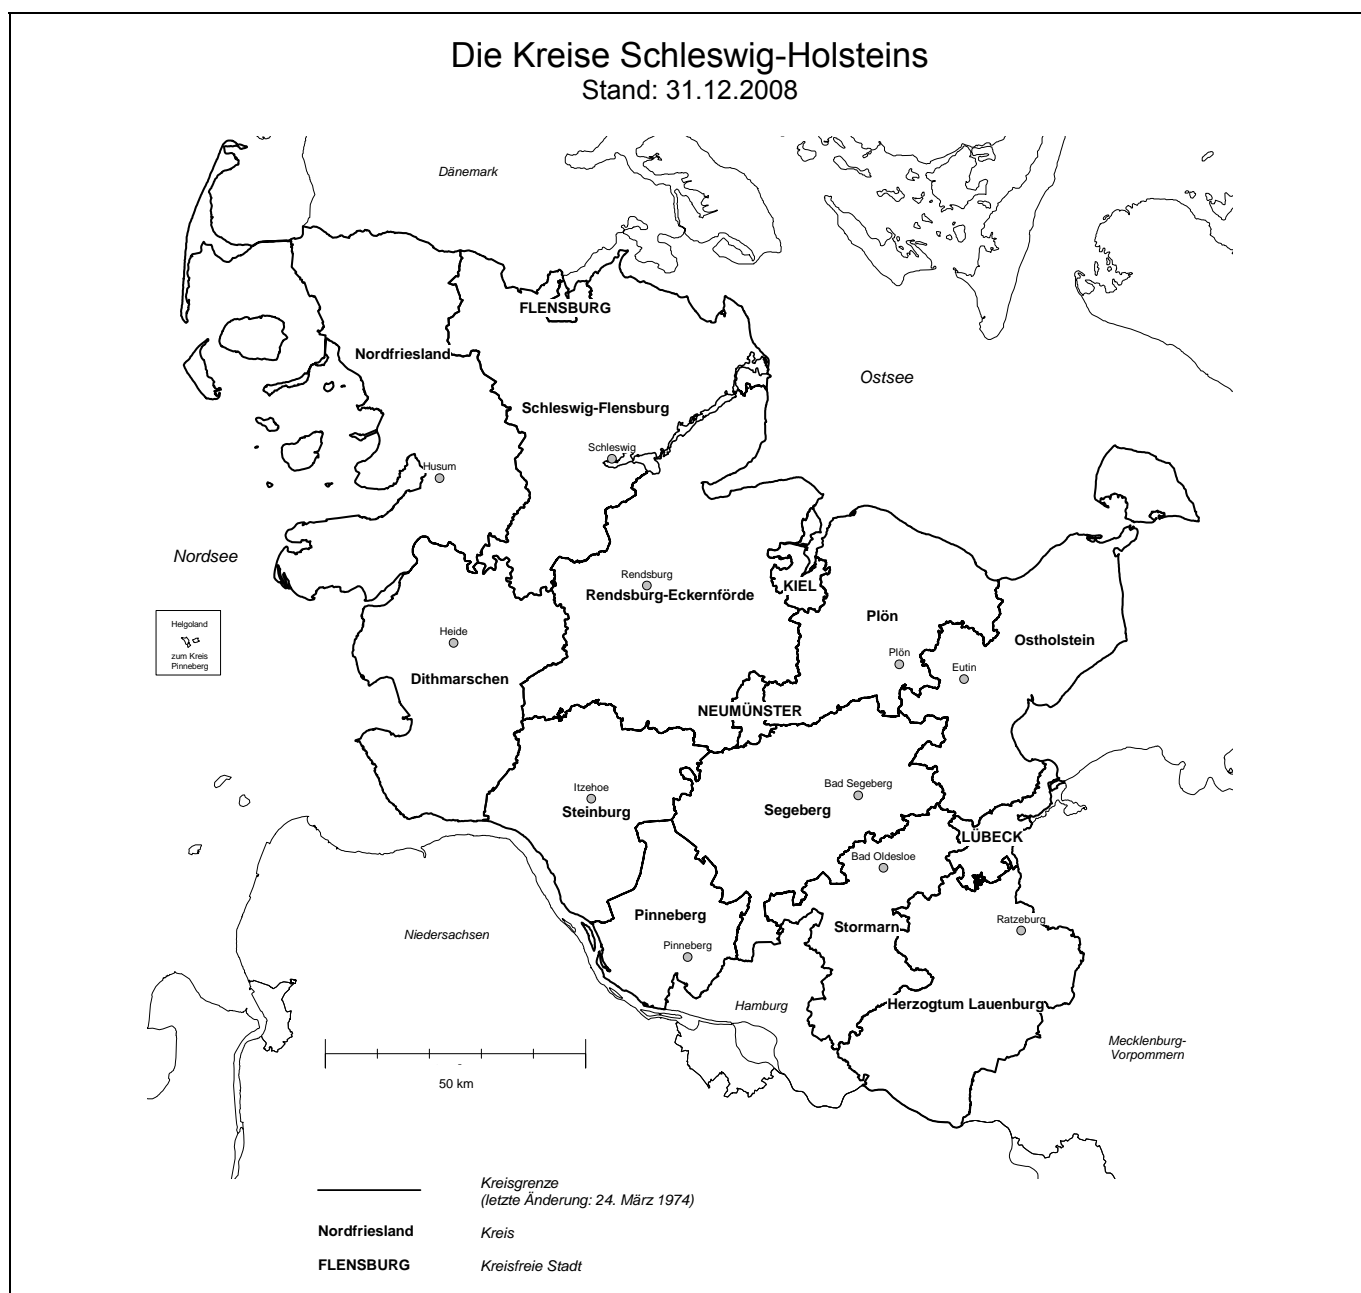 Die Kreise Schleswig-Holsteins
Stand: 31.12.2008
Dänemark
FLENSBURG
Nordfriesland
Ostsee
Schleswig-Flensburg
Schleswig
Husum
Nordsee
Rendsburg
Rendsburg-Eckernförde
KIEL
Plön
Helgoland
zum Kreis
Pinneberg
Heide
Ostholstein
Plön
Eutin
Dithmarschen
NEUMÜNSTER
Itzehoe
Steinburg
Bad Segeberg
Segeberg
LÜBECK
Bad Oldesloe
Pinneberg
Stormarn
Ratzeburg
Niedersachsen
Pinneberg
Hamburg
Herzogtum Lauenburg
Mecklenburg-
Vorpommern
50 km
Kreisgrenze
(letzte Änderung: 24. März 1974)
Nordfriesland Kreis
FLENSBURG Kreisfreie Stadt